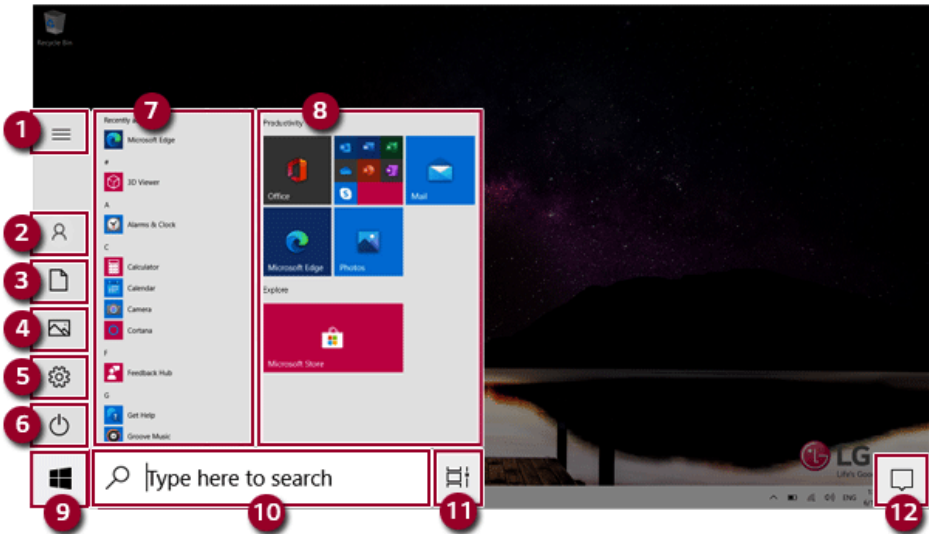 Recycle Bin
7
8
1
Recently a
Productivity
Microsoft Edge
#
3D Viewer
Office
Mail
A
2
Alarms & Clock
C
3
Calculator
Microsoft Edge
Photos
Calendar
Explore
4
Camera
Cortana
F
5
Feedback Hub
Microsoft Store
G
6
Get Help
Groove Music
LG
Life's Goo
Type here to search
ENG
9
10
11
12